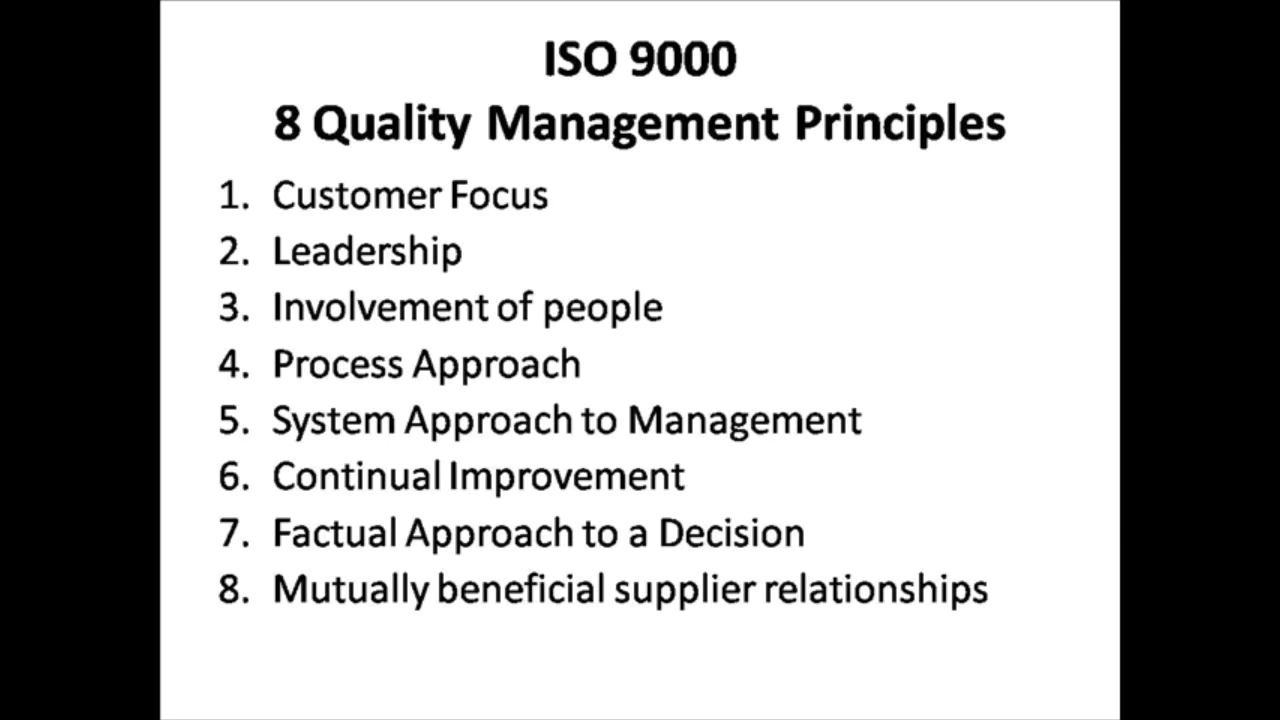 ISO 9000
8 Quality Management Principles
1. Customer Focus
2. Leadership
3. Involvement of people
4. Process Approach
5. System Approach to Management
6. Continual Improvement
7. Factual Approach to a Decision
8. Mutually beneficial supplier relationships